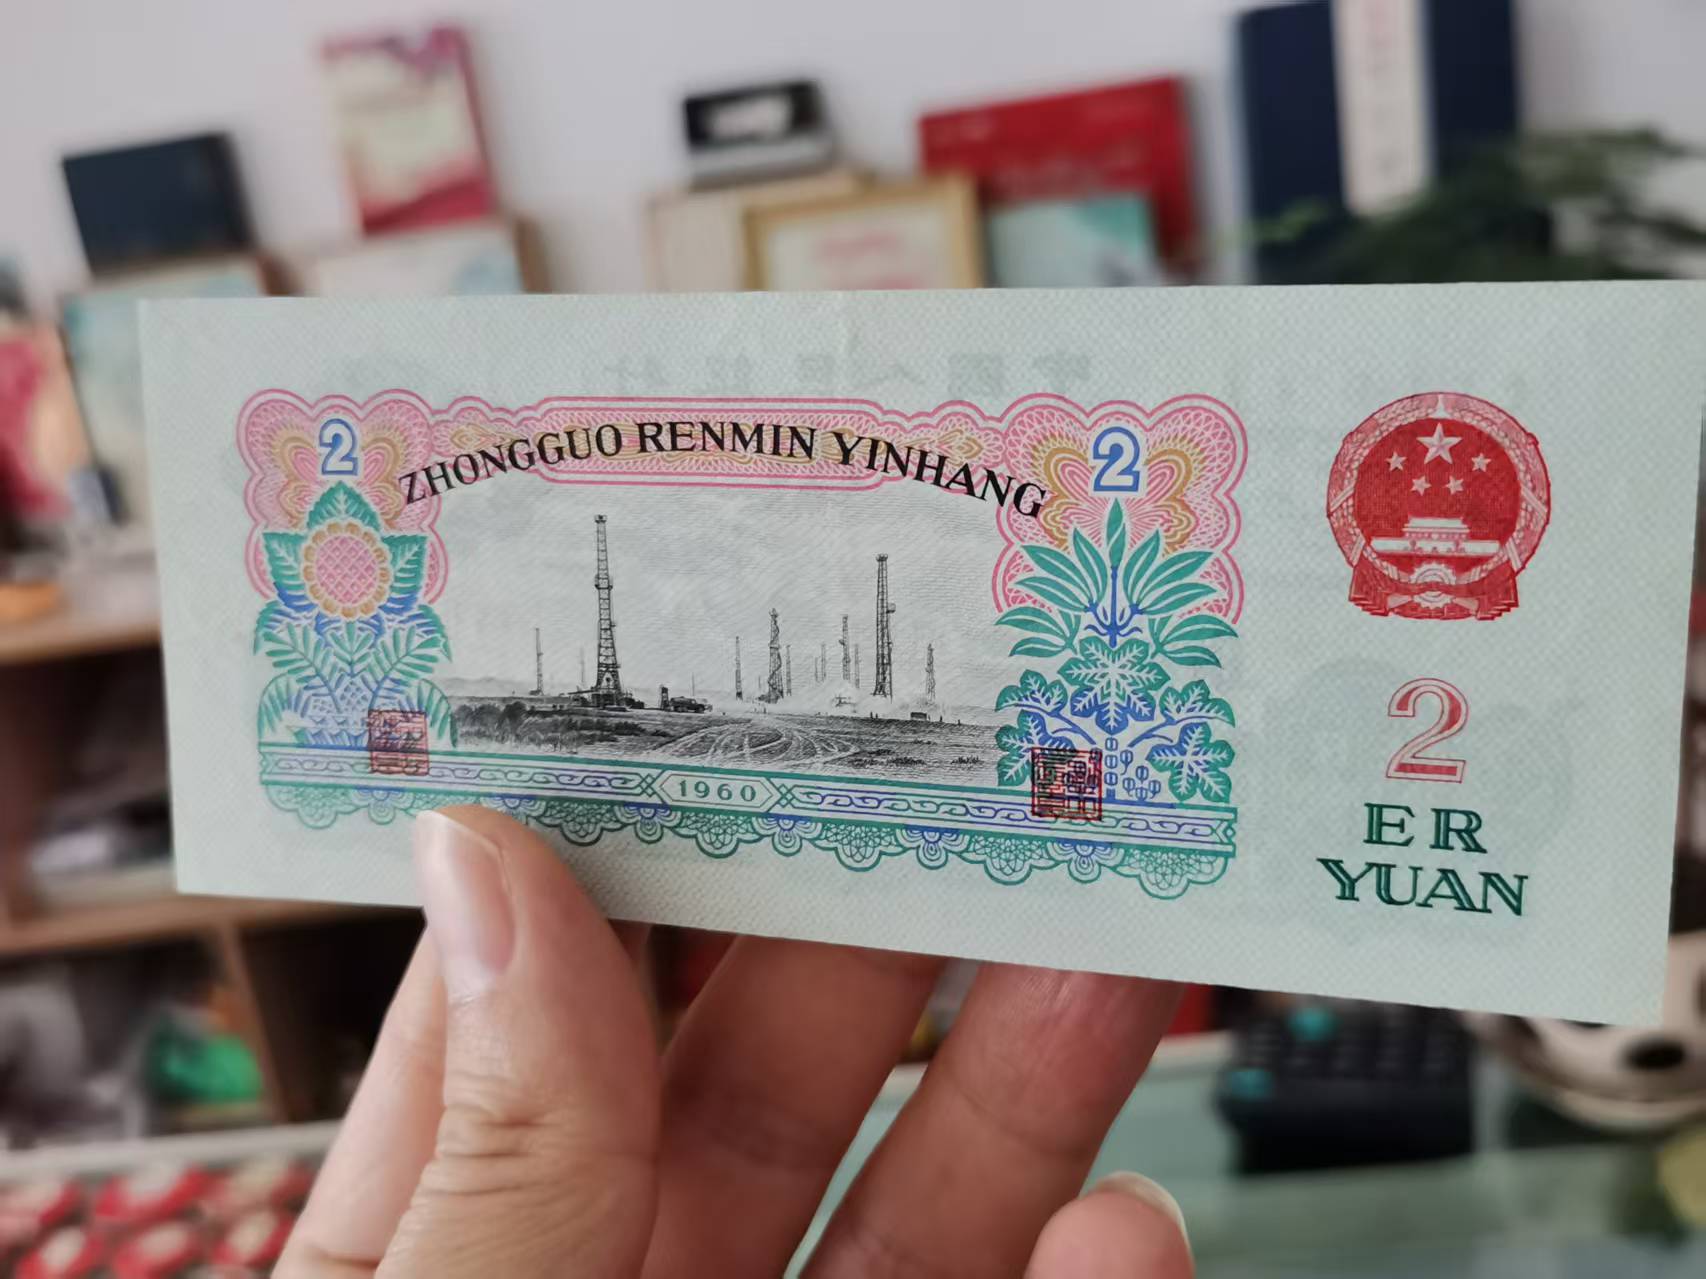 2
ZHONGGUO RENMIN YINHANG
2
1960
2
ER
YUAN